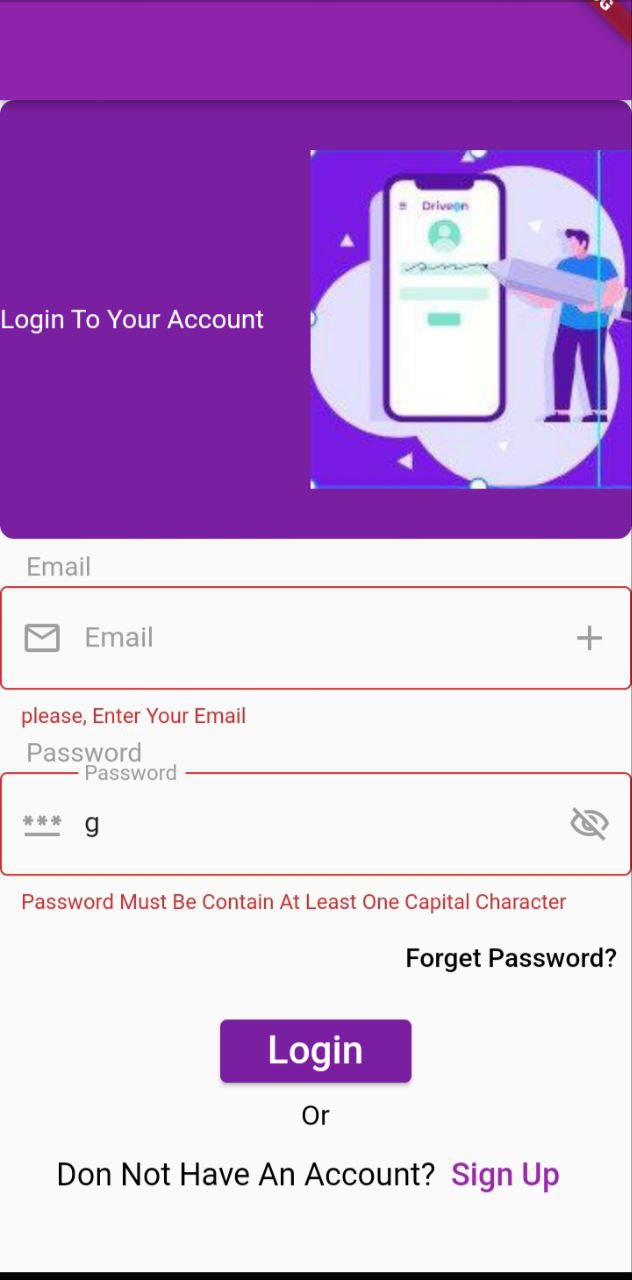 Driveon
Login To Your Account
Email
Email
please, Enter Your Email
Password
Password
*** g
Password Must Be Contain At Least One Capital Character
Forget Password?
Login
Or
Don Not Have An Account? Sign Up